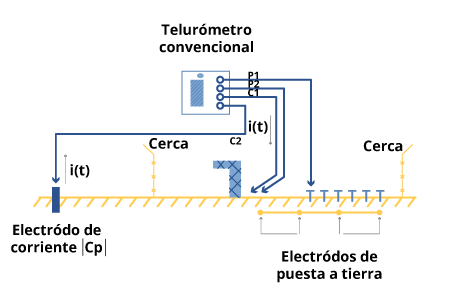 Telurómetro
convencional
P1
P2
C1
i(t)
C2
Cerca
Cerca
i(t)
Electródo de
corriente |Cp|
Electródos de
puesta a tierra